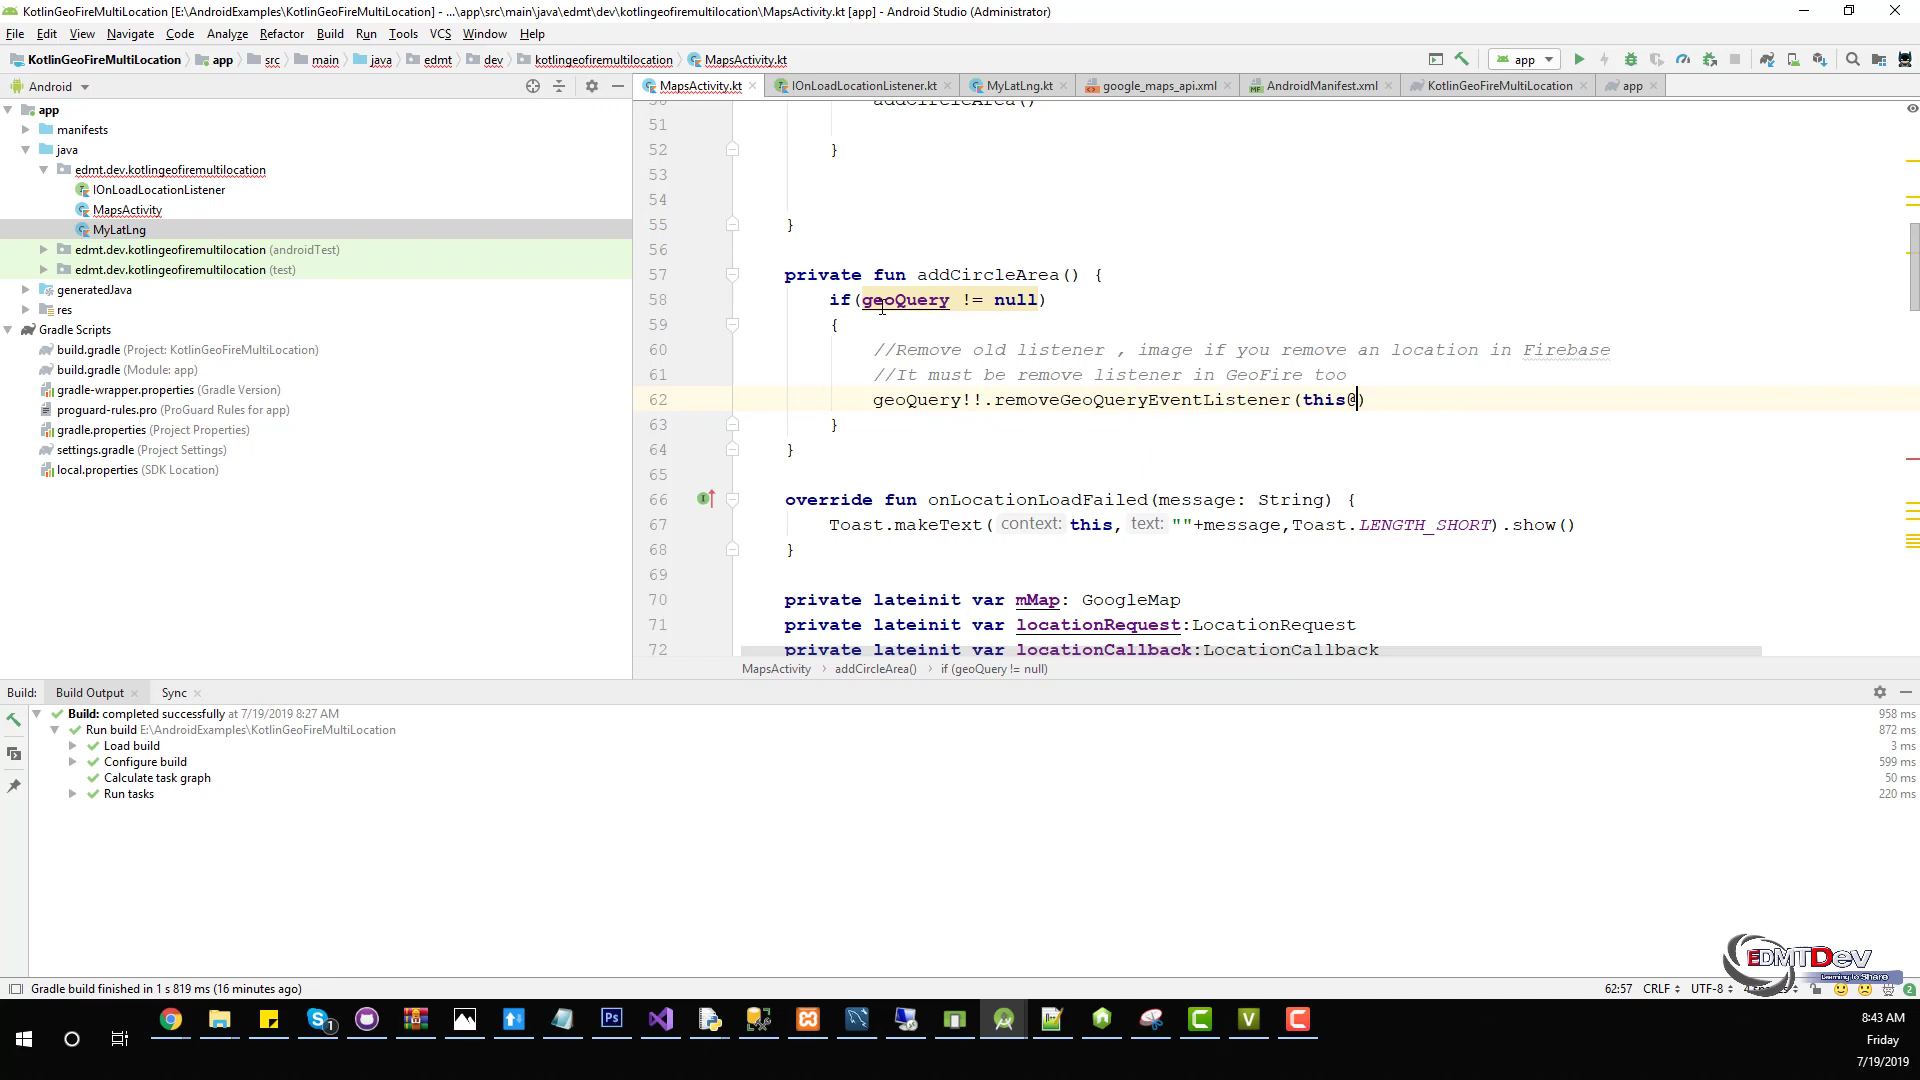 KotlinGeoFireMultiLocation [E:\AndroidExamples\KotlinGeoFireMultiLocation] - ...\app\src\main\java\edmt\dev\kotlingeofiremultilocation\MapsActivity.kt [app] - Android Studio (Administrator)
File Edit View Navigate Code Analyze Refactor Build Run Tools VCS Window Help
KotlinGeoFireMultiLocation app src main java edmt dev kotlingeofiremultilocation MapsActivity.kt app
Android MapsActivity.kt IOnLoadLocationListener.kt MyLatLng.kt google_maps_api.xml AndroidManifest.xml KotlinGeoFireMultiLocation app
app
manifests
java
edmt.dev.kotlingeofiremultilocation
IOnLoadLocationListener
MapsActivity
MyLatLng
edmt.dev.kotlingeofiremultilocation (androidTest)
edmt.dev.kotlingeofiremultilocation (test)
generatedJava
res
Gradle Scripts
build.gradle (Project: KotlinGeoFireMultiLocation)
build.gradle (Module: app)
gradle-wrapper.properties (Gradle Version)
proguard-rules.pro (ProGuard Rules for app)
gradle.properties (Project Properties)
settings.gradle (Project Settings)
local.properties (SDK Location)
50 addCircleArea()
51
52 }
53
54
55 }
56
57 private fun addCircleArea() {
58 if(geoQuery != null)
59 {
60 //Remove old listener , image if you remove an location in Firebase
61 //It must be remove listener in GeoFire too
62 geoQuery!!.removeGeoQueryEventListener(this@)
63 }
64 }
65
66 override fun onLocationLoadFailed(message: String) {
67 Toast.makeText( context: this, text: ""+message,Toast.LENGTH_SHORT).show()
68 }
69
70 private lateinit var mMap: GoogleMap
71 private lateinit var locationRequest:LocationRequest
72 private lateinit var locationCallback:LocationCallback
MapsActivity › addCircleArea() › if (geoQuery != null)
Build: Build Output Sync
Build: completed successfully at 7/19/2019 8:27 AM 958 ms
Run build E:\AndroidExamples\KotlinGeoFireMultiLocation 872 ms
Load build 3 ms
Configure build 599 ms
Calculate task graph 50 ms
Run tasks 220 ms
EDMTDev
Learning to Share
Gradle build finished in 1 s 819 ms (16 minutes ago) 62:57 CRLF UTF-8
8:43 AM
Friday
7/19/2019